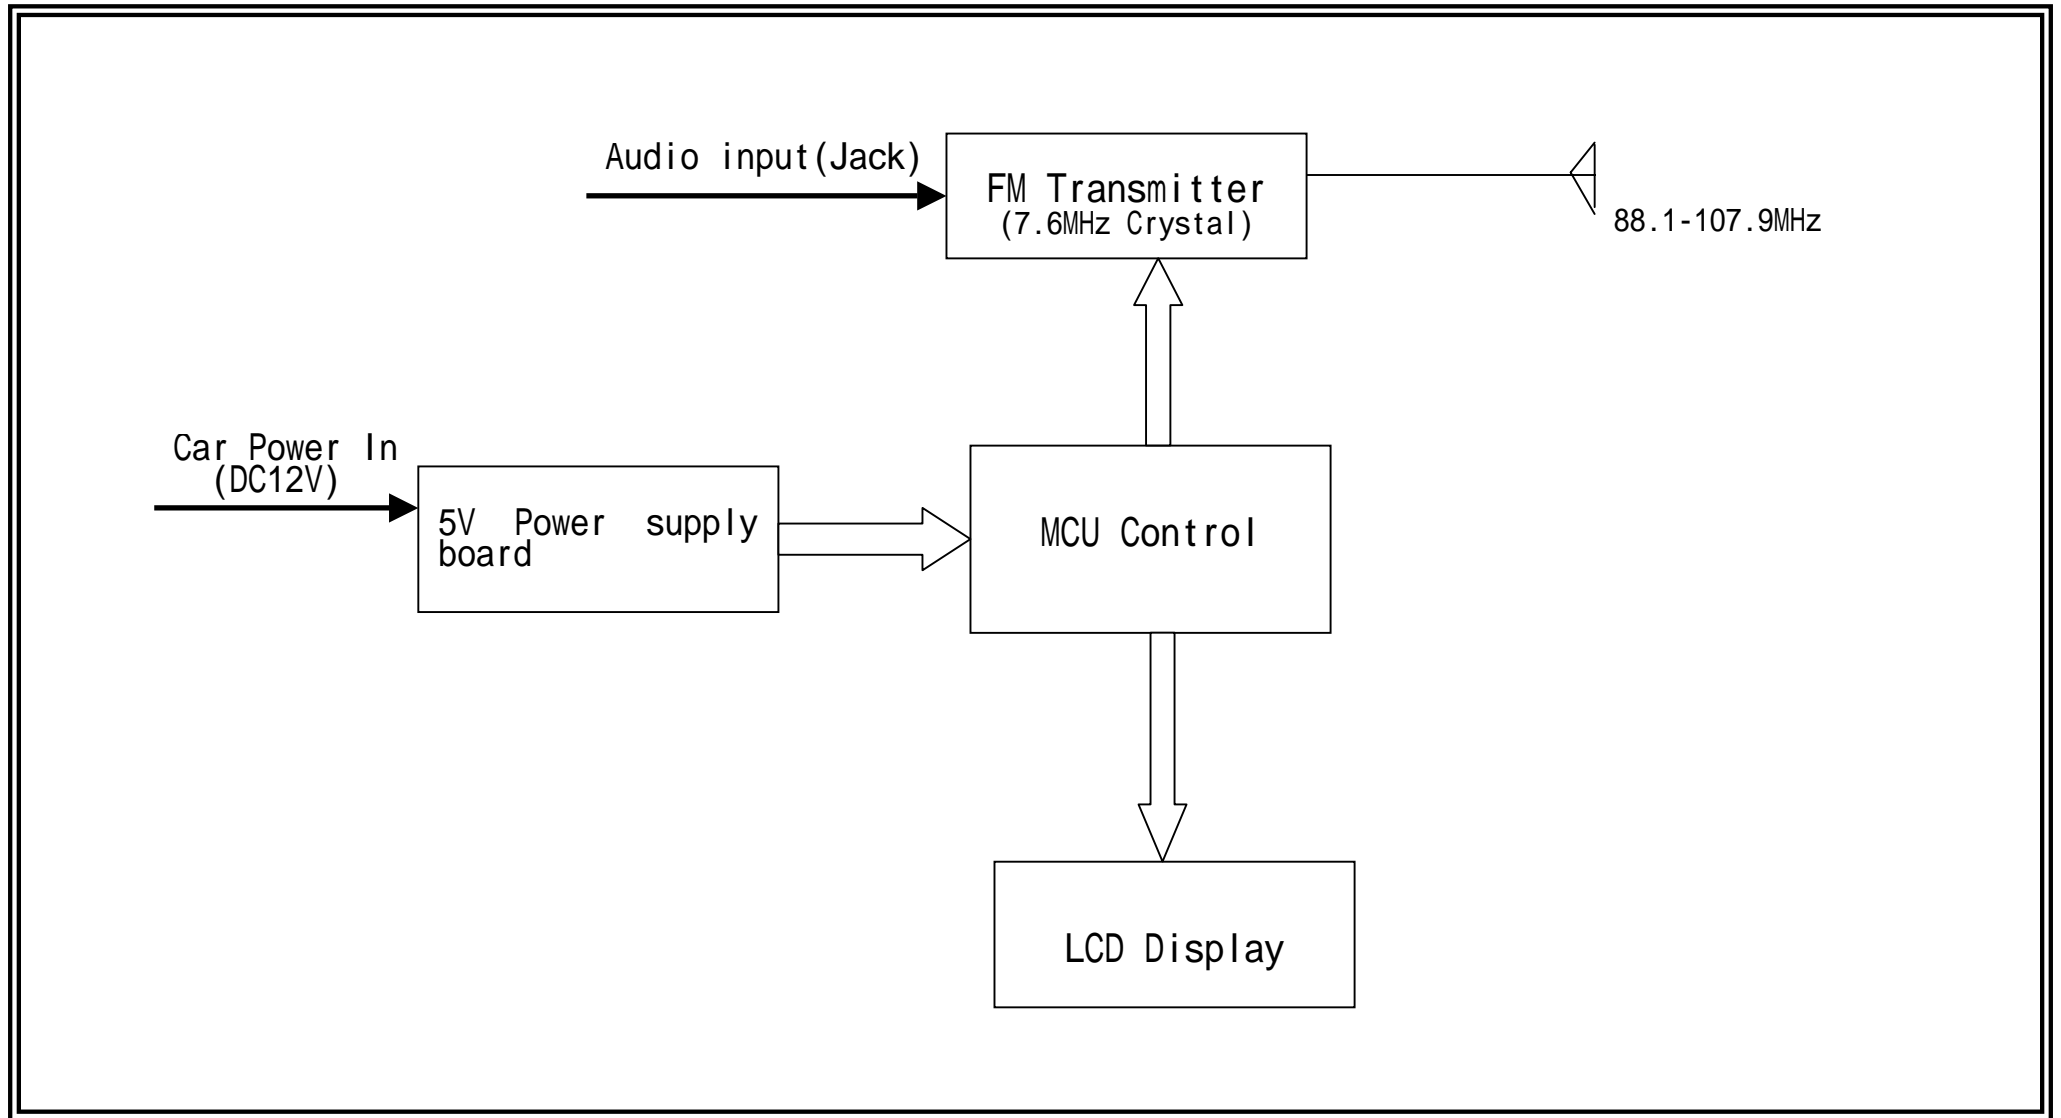 Audio input(Jack)
FM Transmitter
(7.6MHz Crystal)
88.1-107.9MHz
Car Power In
(DC12V)
5V Power supply
board
MCU Control
LCD Display